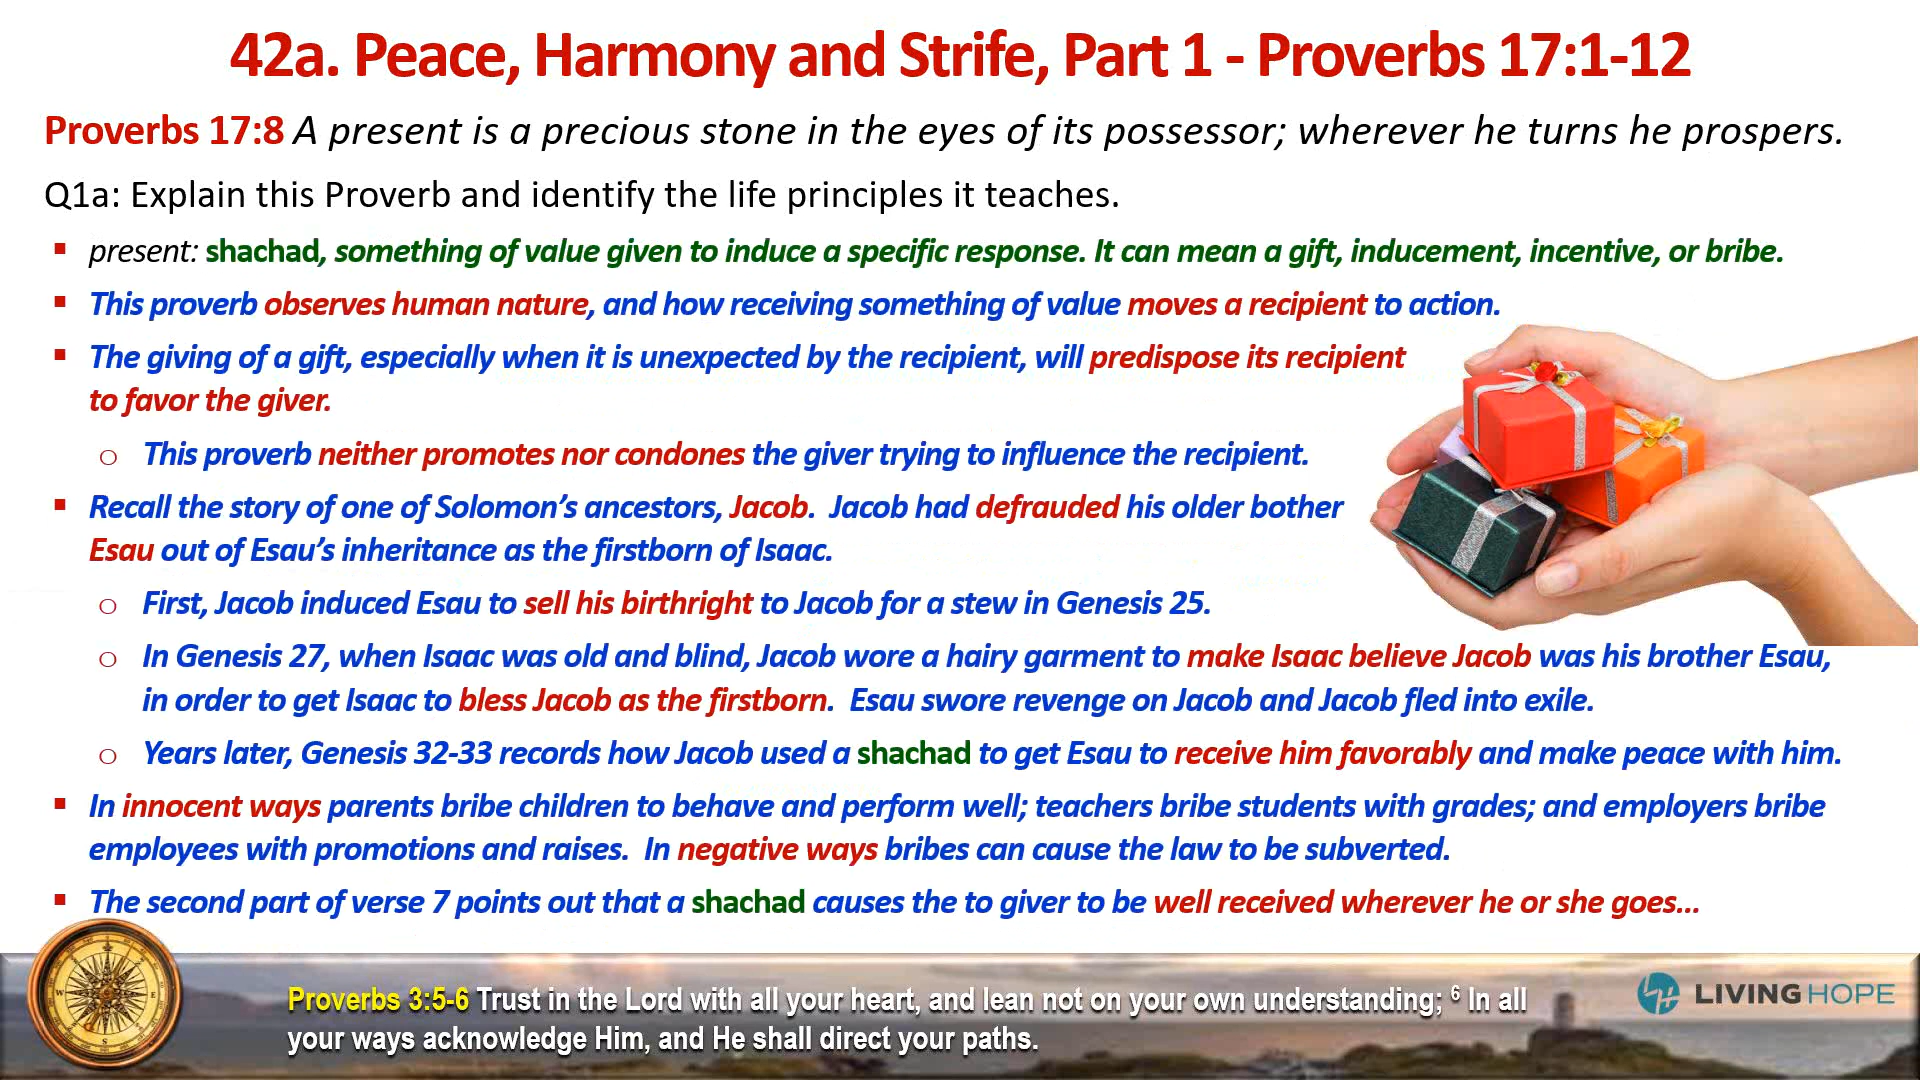 42a. Peace, Harmony and Strife, Part 1 - Proverbs 17:1-12
Proverbs 17:8 A present is a precious stone in the eyes of its possessor; wherever he turns he prospers.
Q1a: Explain this Proverb and identify the life principles it teaches.
▪ present: shachad, something of value given to induce a specific response. It can mean a gift, inducement, incentive, or bribe.
▪ This proverb observes human nature, and how receiving something of value moves a recipient to action.
▪ The giving of a gift, especially when it is unexpected by the recipient, will predispose its recipient
to favor the giver.
o This proverb neither promotes nor condones the giver trying to influence the recipient.
▪ Recall the story of one of Solomon’s ancestors, Jacob. Jacob had defrauded his older bother
Esau out of Esau’s inheritance as the firstborn of Isaac.
o First, Jacob induced Esau to sell his birthright to Jacob for a stew in Genesis 25.
o In Genesis 27, when Isaac was old and blind, Jacob wore a hairy garment to make Isaac believe Jacob was his brother Esau,
in order to get Isaac to bless Jacob as the firstborn. Esau swore revenge on Jacob and Jacob fled into exile.
o Years later, Genesis 32-33 records how Jacob used a shachad to get Esau to receive him favorably and make peace with him.
▪ In innocent ways parents bribe children to behave and perform well; teachers bribe students with grades; and employers bribe
employees with promotions and raises. In negative ways bribes can cause the law to be subverted.
▪ The second part of verse 7 points out that a shachad causes the to giver to be well received wherever he or she goes...
W E S
Proverbs 3:5-6 Trust in the Lord with all your heart, and lean not on your own understanding; ⁶ In all
your ways acknowledge Him, and He shall direct your paths.
LH LIVING HOPE